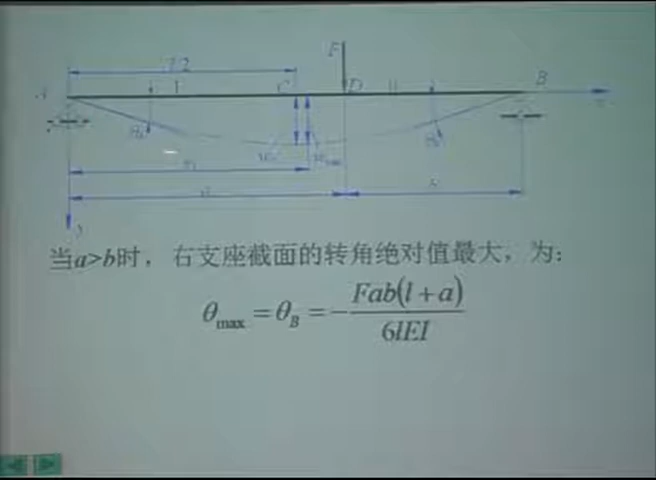 l/2
F
A
C
D
II
B
I
当a>b时，右支座截面的转角绝对值最大，为：
θmax = θB = - Fab(l + a) / 6lEI